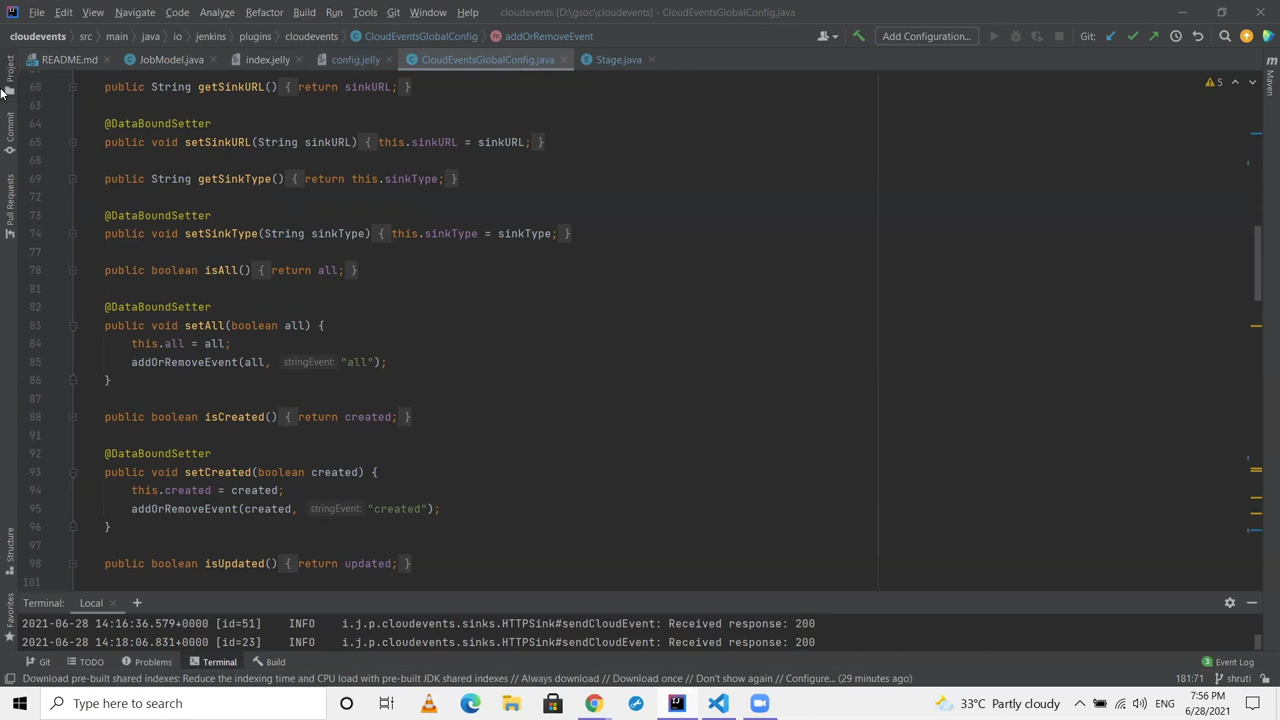 File Edit View Navigate Code Analyze Refactor Build Run Tools Git Window Help cloudevents [D:\gsoc\cloudevents] - CloudEventsGlobalConfig.java
cloudevents src main java io jenkins plugins cloudevents CloudEventsGlobalConfig addOrRemoveEvent Add Configuration... Git:
README.md JobModel.java index.jelly config.jelly CloudEventsGlobalConfig.java Stage.java
Project
Commit
Pull Requests
Structure
Favorites
Maven
5
60 public String getSinkURL() { return sinkURL; }
63
64 @DataBoundSetter
65 public void setSinkURL(String sinkURL) { this.sinkURL = sinkURL; }
68
69 public String getSinkType() { return this.sinkType; }
72
73 @DataBoundSetter
74 public void setSinkType(String sinkType) { this.sinkType = sinkType; }
77
78 public boolean isAll() { return all; }
81
82 @DataBoundSetter
83 public void setAll(boolean all) {
84 this.all = all;
85 addOrRemoveEvent(all, stringEvent: "all");
86 }
88 public boolean isCreated() { return created; }
91
92 @DataBoundSetter
93 public void setCreated(boolean created) {
94 this.created = created;
95 addOrRemoveEvent(created, stringEvent: "created");
96 }
97
98 public boolean isUpdated() { return updated; }
101
Terminal: Local +
2021-06-28 14:16:36.579+0000 [id=51] INFO i.j.p.cloudevents.sinks.HTTPSink#sendCloudEvent: Received response: 200
2021-06-28 14:18:06.831+0000 [id=23] INFO i.j.p.cloudevents.sinks.HTTPSink#sendCloudEvent: Received response: 200
Git TODO Problems Terminal Build 3 Event Log
Download pre-built shared indexes: Reduce the indexing time and CPU load with pre-built JDK shared indexes // Always download // Download once // Don't show again // Configure... (29 minutes ago) 181:71 shruti
Type here to search 33°C Partly cloudy ENG 7:56 PM
6/28/2021